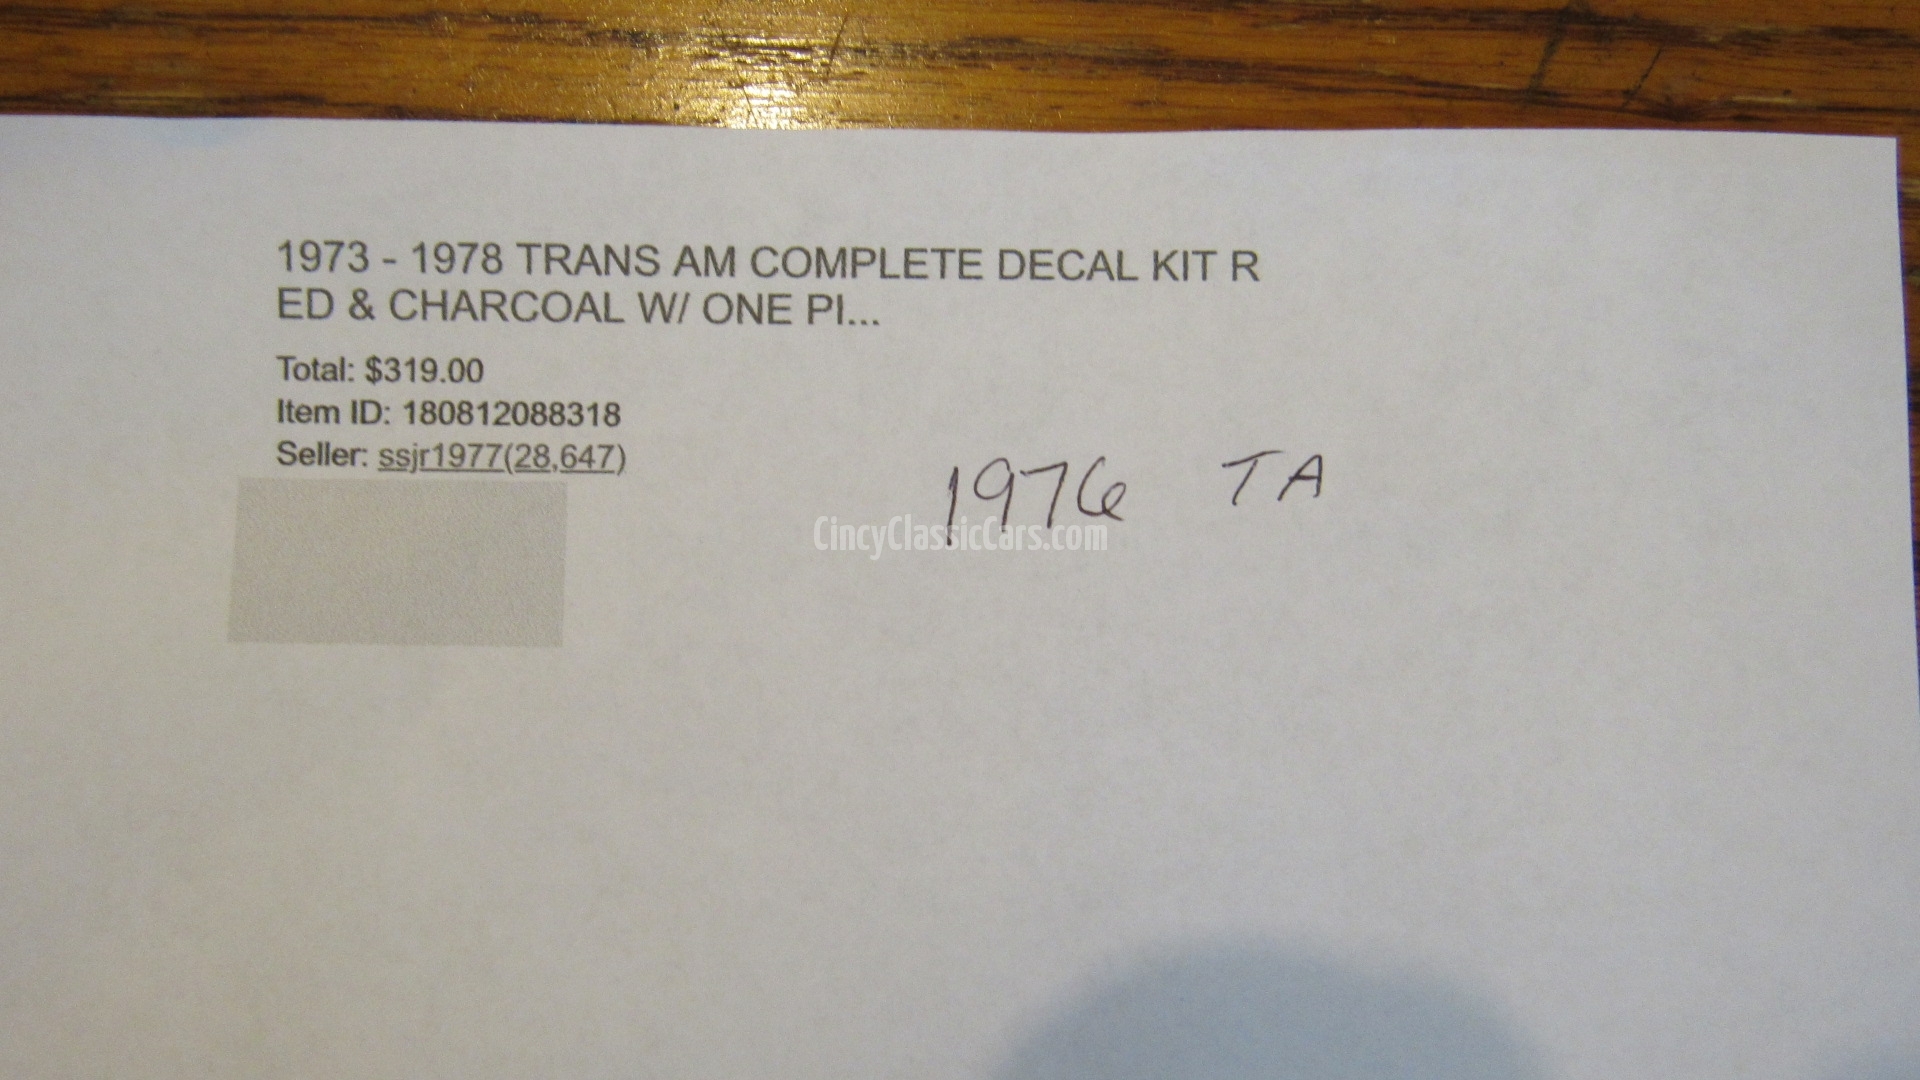 1973 - 1978 TRANS AM COMPLETE DECAL KIT R
ED & CHARCOAL W/ ONE PI...
Total: $319.00
Item ID: 180812088318
Seller: ssjr1977(28,647)
1976 TA
CincyClassicCars.com